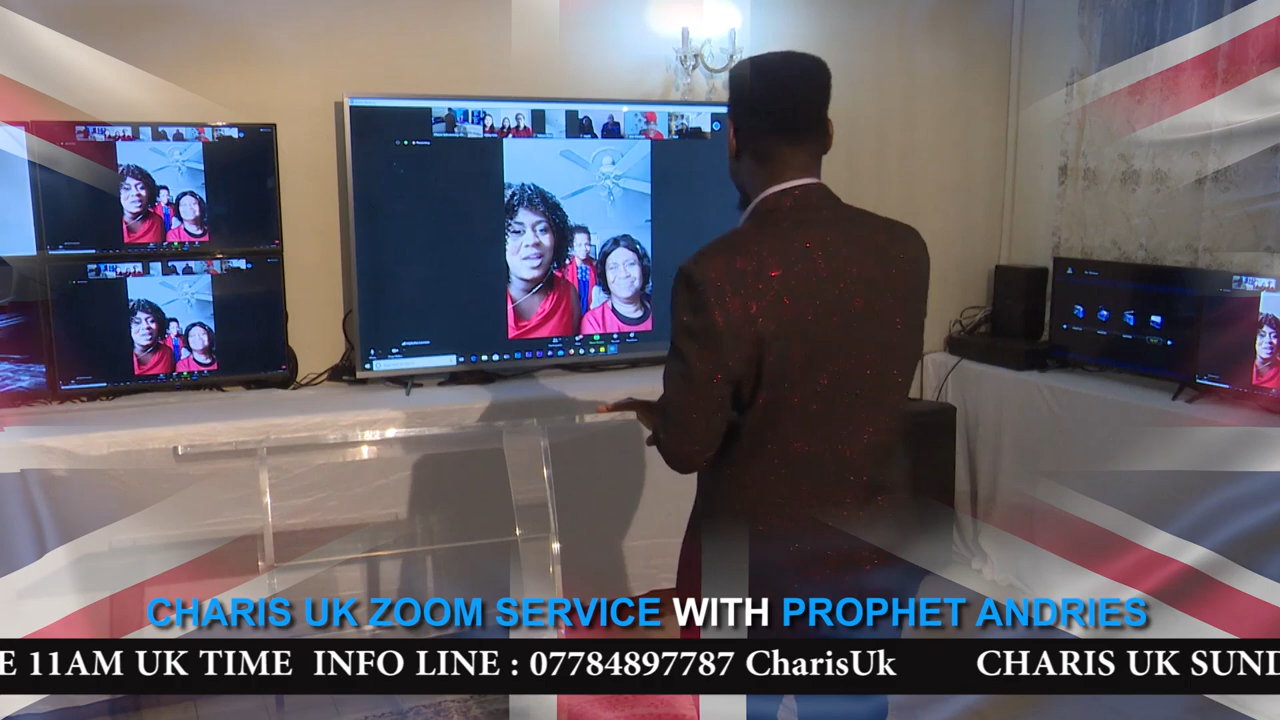 CHARIS UK ZOOM SERVICE WITH PROPHET ANDRIES
E 11AM UK TIME INFO LINE : 07784897787 CharisUk CHARIS UK SUND